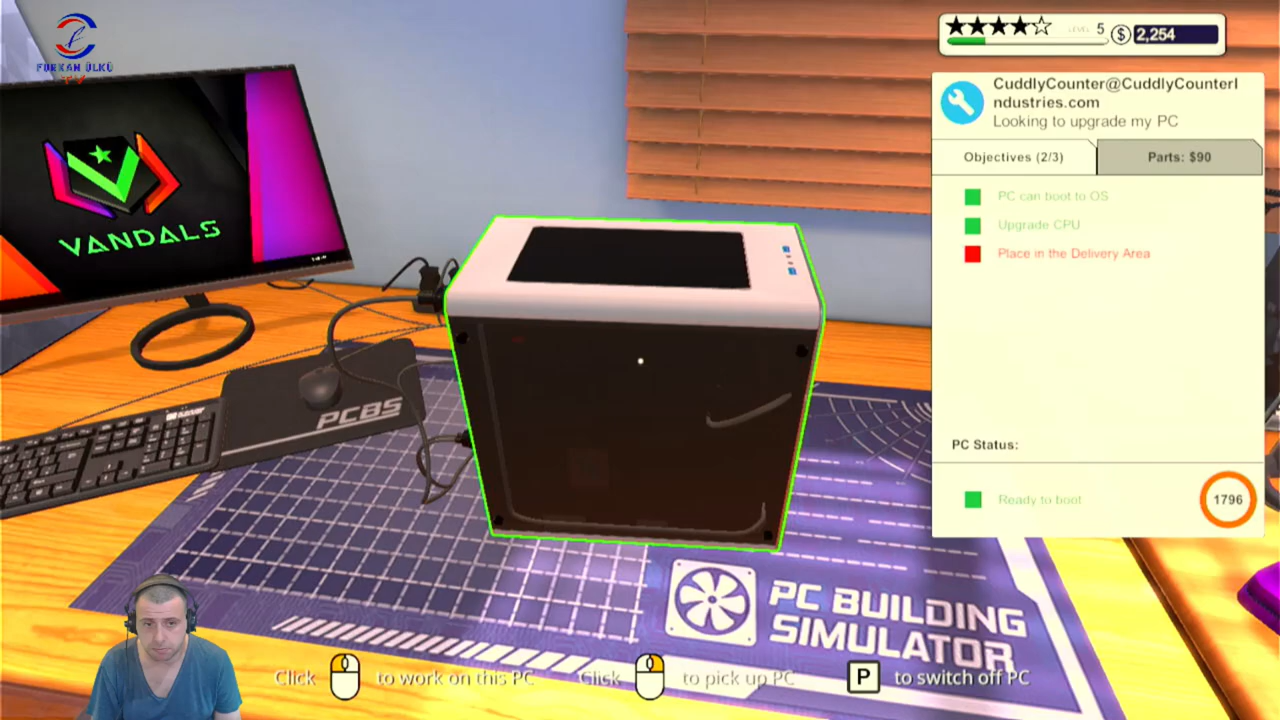 FURKAN ÜLKÜ
TV
LEVEL 5
$ 2,254
CuddlyCounter@CuddlyCounterI
ndustries.com
Looking to upgrade my PC
Objectives (2/3)
Parts: $90
PC can boot to OS
Upgrade CPU
Place in the Delivery Area
PC Status:
Ready to boot
1796
VANDALS
PCBS
PC BUILDING
SIMULATOR
Click to work on this PC
Click to pick up PC
P to switch off PC